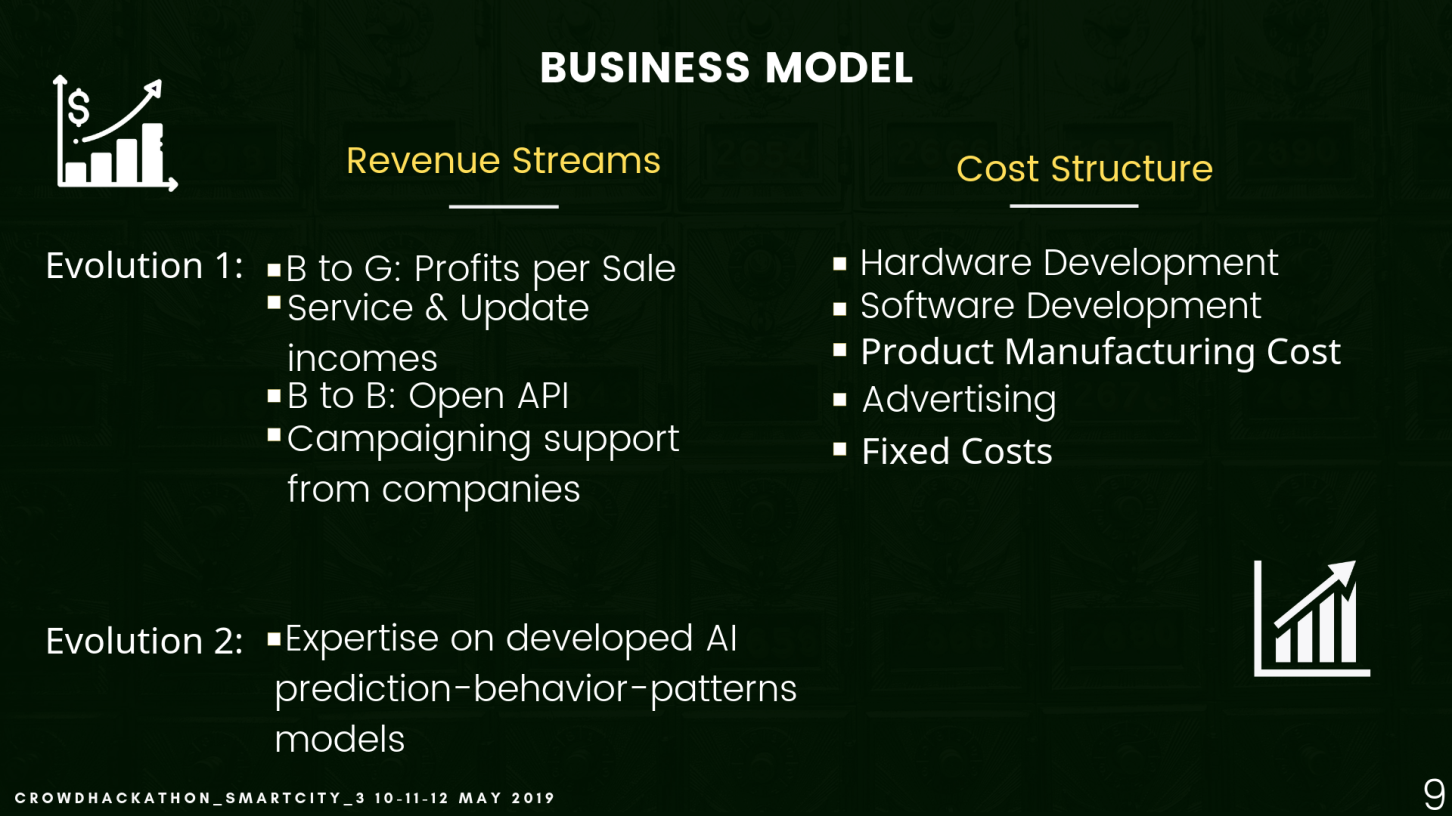 BUSINESS MODEL
$
Revenue Streams
Cost Structure
Evolution 1:
B to G: Profits per Sale
Service & Update
incomes
B to B: Open API
Campaigning support
from companies
Hardware Development
Software Development
Product Manufacturing Cost
Advertising
Fixed Costs
Evolution 2:
Expertise on developed AI
prediction-behavior-patterns
models
CROWDHACKATHON_SMARTCITY_3 10-11-12 MAY 2019
9